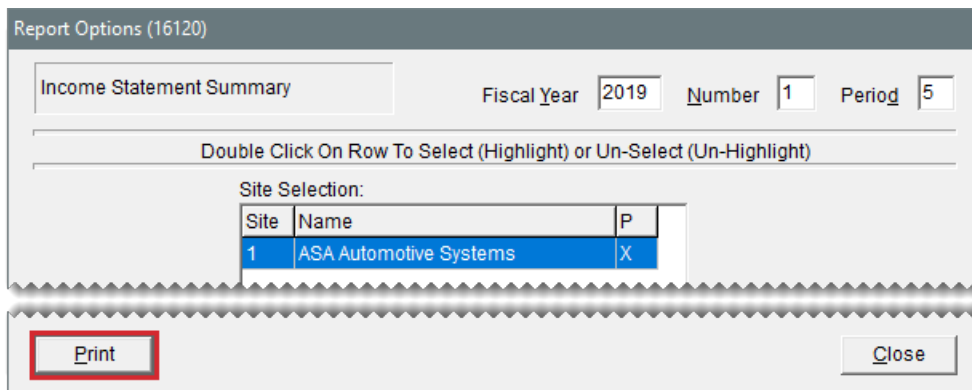 Report Options (16120)
Income Statement Summary Fiscal Year 2019 Number 1 Period 5
Double Click On Row To Select (Highlight) or Un-Select (Un-Highlight)
Site Selection:
Site Name P
1 ASA Automotive Systems X
Print Close